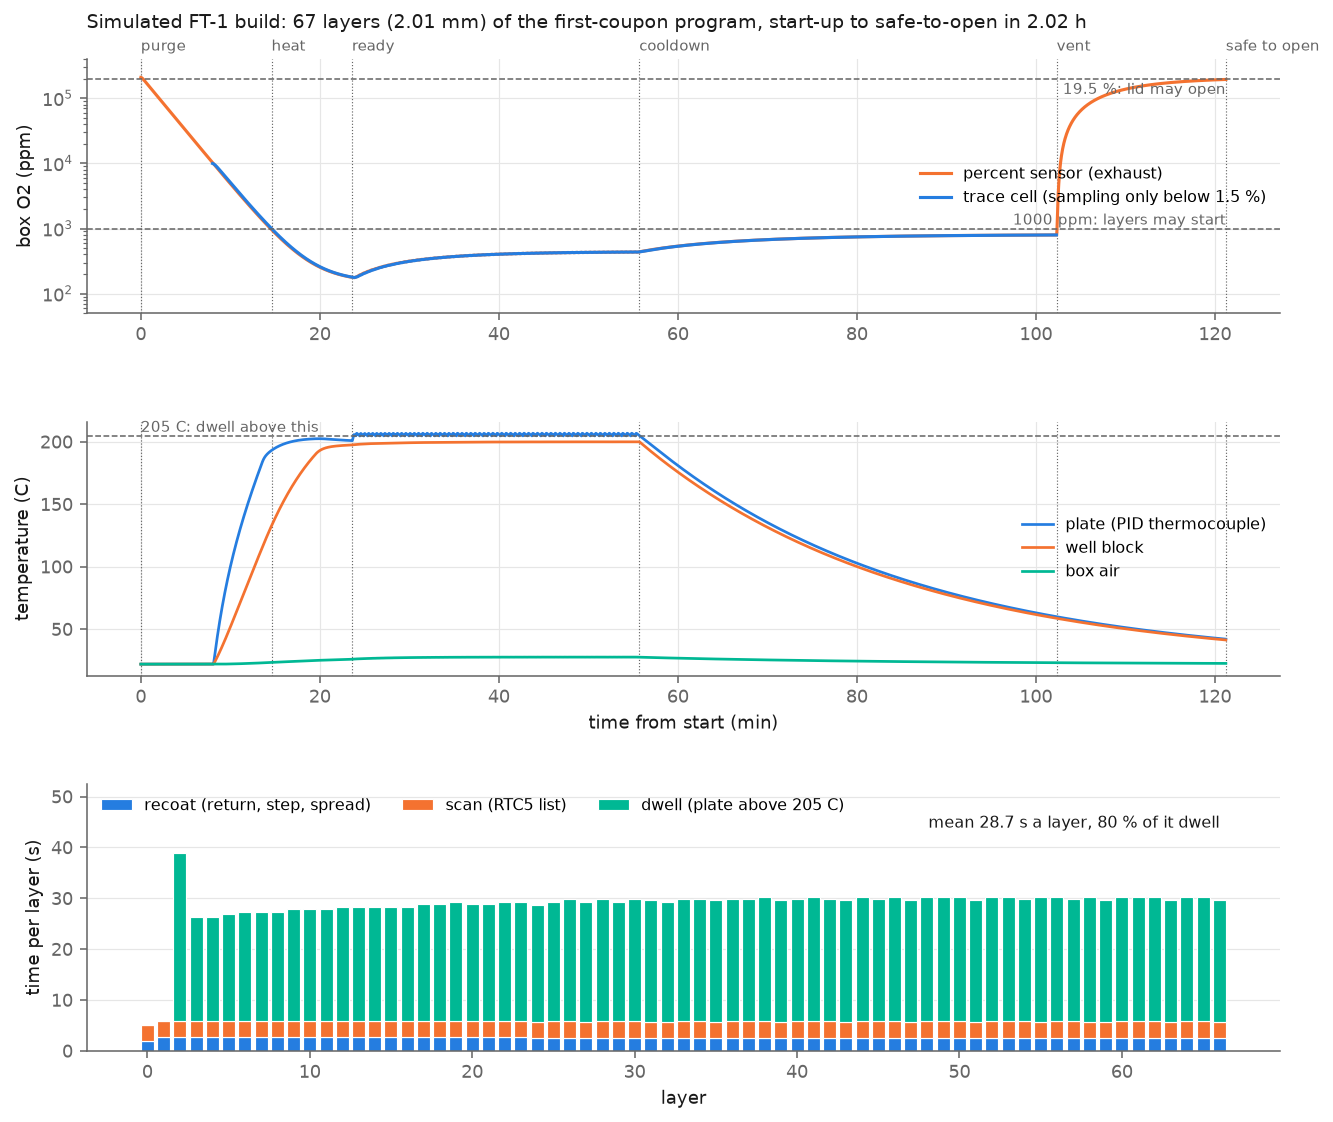 Simulated FT-1 build: 67 layers (2.01 mm) of the first-coupon program, start-up to safe-to-open in 2.02 h
purge heat ready cooldown vent safe to open
19.5 %: lid may open
10^5
10^4
10^3
10^2
box O2 (ppm)
percent sensor (exhaust)
trace cell (sampling only below 1.5 %)
1000 ppm: layers may start
0 20 40 60 80 100 120
205 C: dwell above this
200
150
100
50
temperature (C)
plate (PID thermocouple)
well block
box air
0 20 40 60 80 100 120
time from start (min)
50
40
30
20
10
0
time per layer (s)
recoat (return, step, spread) scan (RTC5 list) dwell (plate above 205 C)
mean 28.7 s a layer, 80 % of it dwell
0 10 20 30 40 50 60
layer